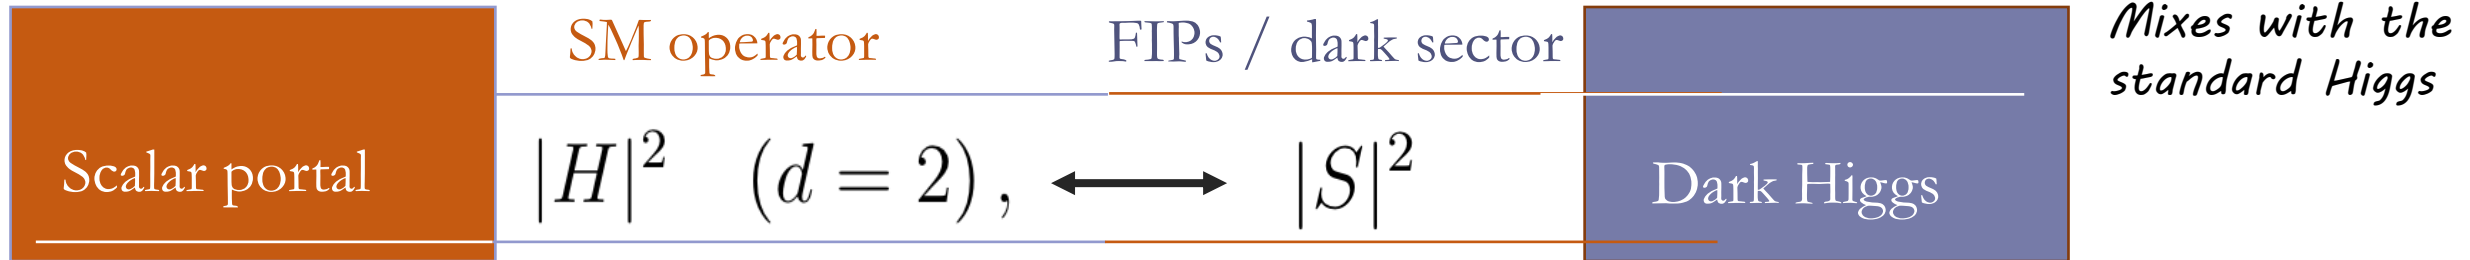 SM operator
FIPs / dark sector
Mixes with the
standard Higgs
Scalar portal
|H|² (d = 2) , ⟷ |S|²
Dark Higgs